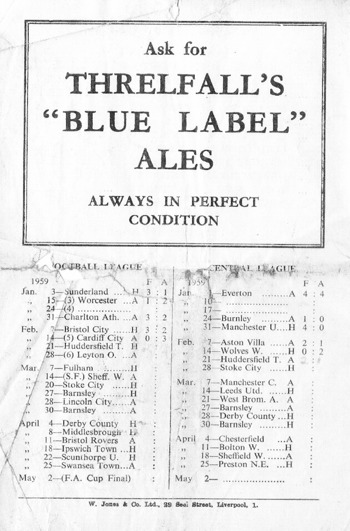 Ask for
THRELFALL'S
"BLUE LABEL"
ALES
ALWAYS IN PERFECT
CONDITION
FOOTBALL LEAGUE
1959 F A
Jan. 3—Sunderland ......H 3 : 1
„ 15—(3) Worcester ...A 1 : 2
„ 24—(4) ..................
„ 31—Charlton Ath. ...A 3 : 2
Feb. 7—Bristol City ......H 3 : 2
„ 14—(5) Cardiff City A 0 : 3
„ 21—Huddersfield T. H :
„ 28—(6) Leyton O. ...A :
Mar. 7—Fulham ............H :
„ 14—(S.F.) Sheff. W. A :
„ 20—Stoke City .........H :
„ 27—Barnsley .........H :
„ 28—Lincoln City ......A :
„ 30—Barnsley .........A :
April 4—Derby County H :
„ 8—Middlesbrough H :
„ 11—Bristol Rovers A :
„ 18—Ipswich Town ...H :
„ 22—Scunthorpe U. H :
„ 25—Swansea Town...A :
May 2—(F.A. Cup Final) :
CENTRAL LEAGUE
1959 F A
Jan. —Everton .........A 4 : 4
„ 10— ..................
„ 17— ..................
„ 24—Burnley .........A 1 : 0
„ 31—Manchester U...H 4 : 0
Feb. 7—Aston Villa ......A 2 : 1
„ 14—Wolves W. ......H 0 : 2
„ 21—Huddersfield T. A :
„ 28—Stoke City ......H :
Mar. 7—Manchester C. A :
„ 14—Leeds Utd. ......H :
„ 21—West Brom. A. A :
„ 27—Barnsley .........A :
„ 28—Derby County ...H :
„ 30—Barnsley .........H :
April 4—Chesterfield ...A :
„ 11—Bolton W. ......H :
„ 18—Sheffield W. ......A :
„ 25—Preston N.E. ...H :
May 2— ..................
W. Jones & Co. Ltd., 29 Seel Street, Liverpool, 1.